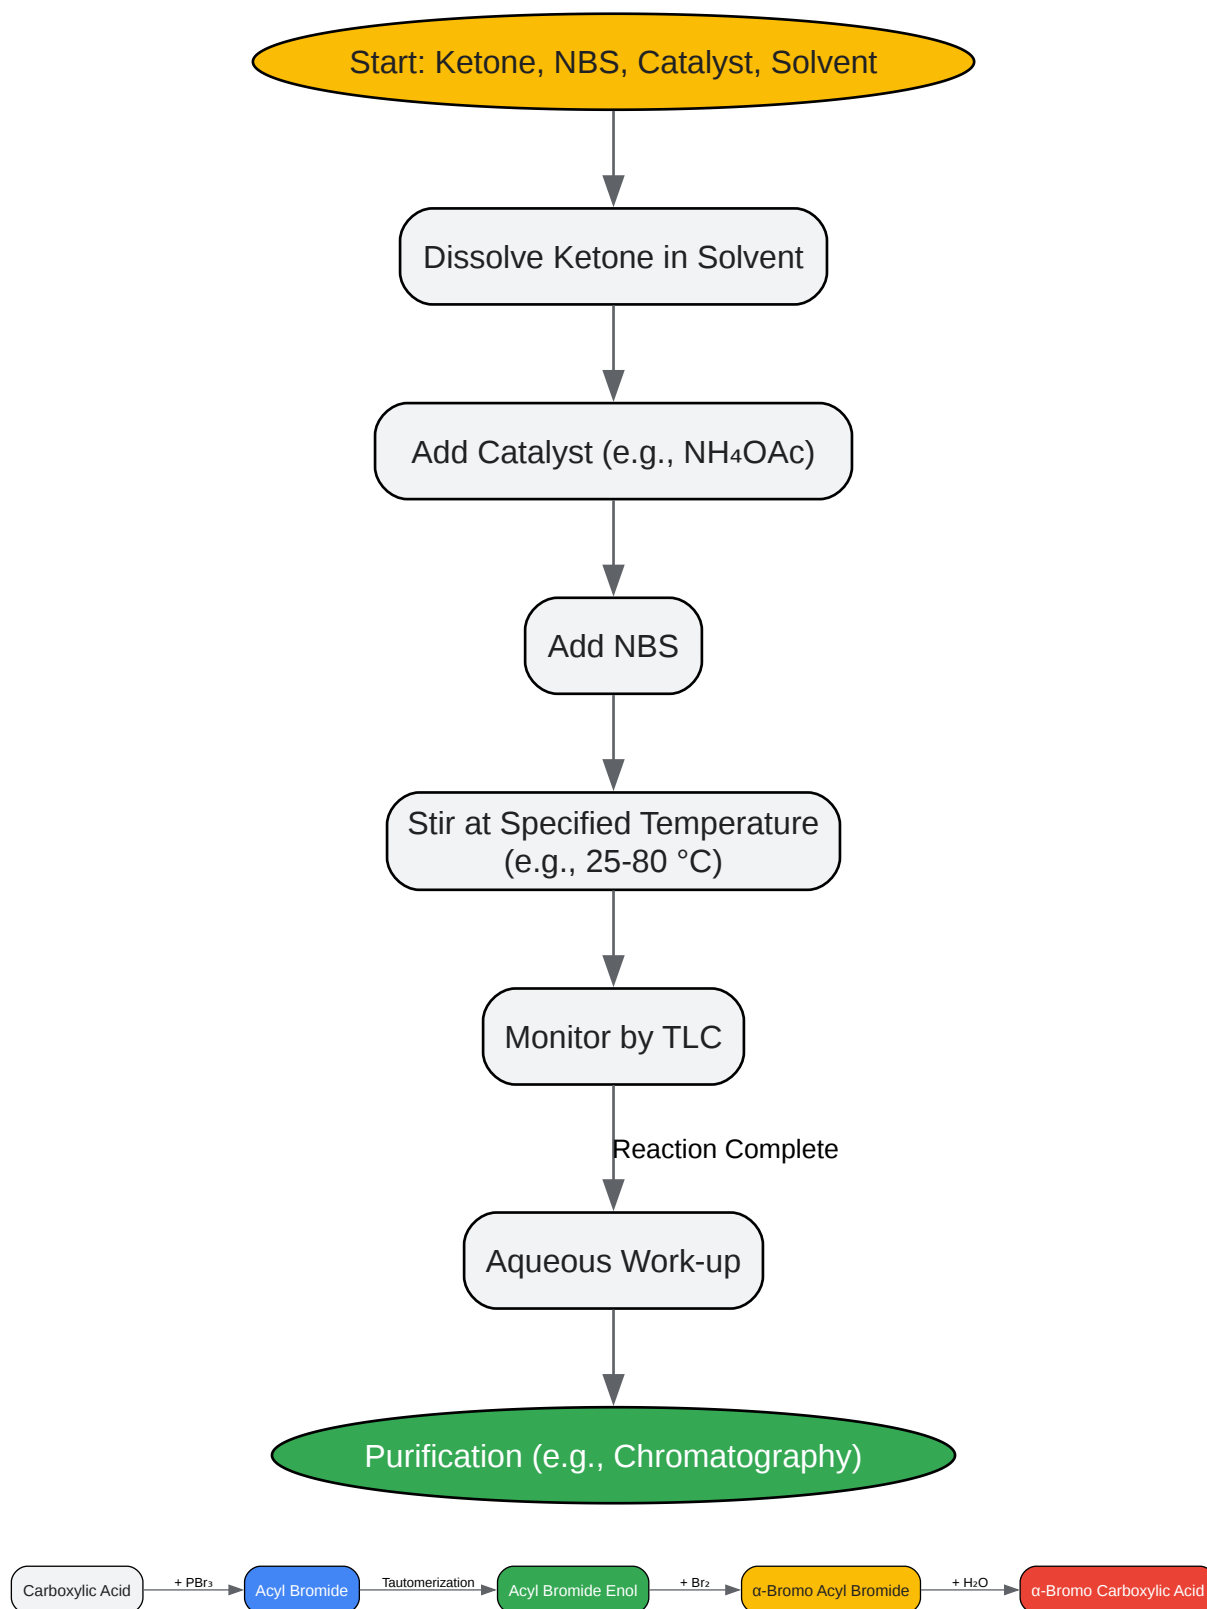 Start: Ketone, NBS, Catalyst, Solvent
Dissolve Ketone in Solvent
Add Catalyst (e.g., NH₄OAc)
Add NBS
Stir at Specified Temperature
(e.g., 25-80 °C)
Monitor by TLC
Reaction Complete
Aqueous Work-up
Purification (e.g., Chromatography)
Carboxylic Acid
+ PBr₃
Acyl Bromide
Tautomerization
Acyl Bromide Enol
+ Br₂
α-Bromo Acyl Bromide
+ H₂O
α-Bromo Carboxylic Acid